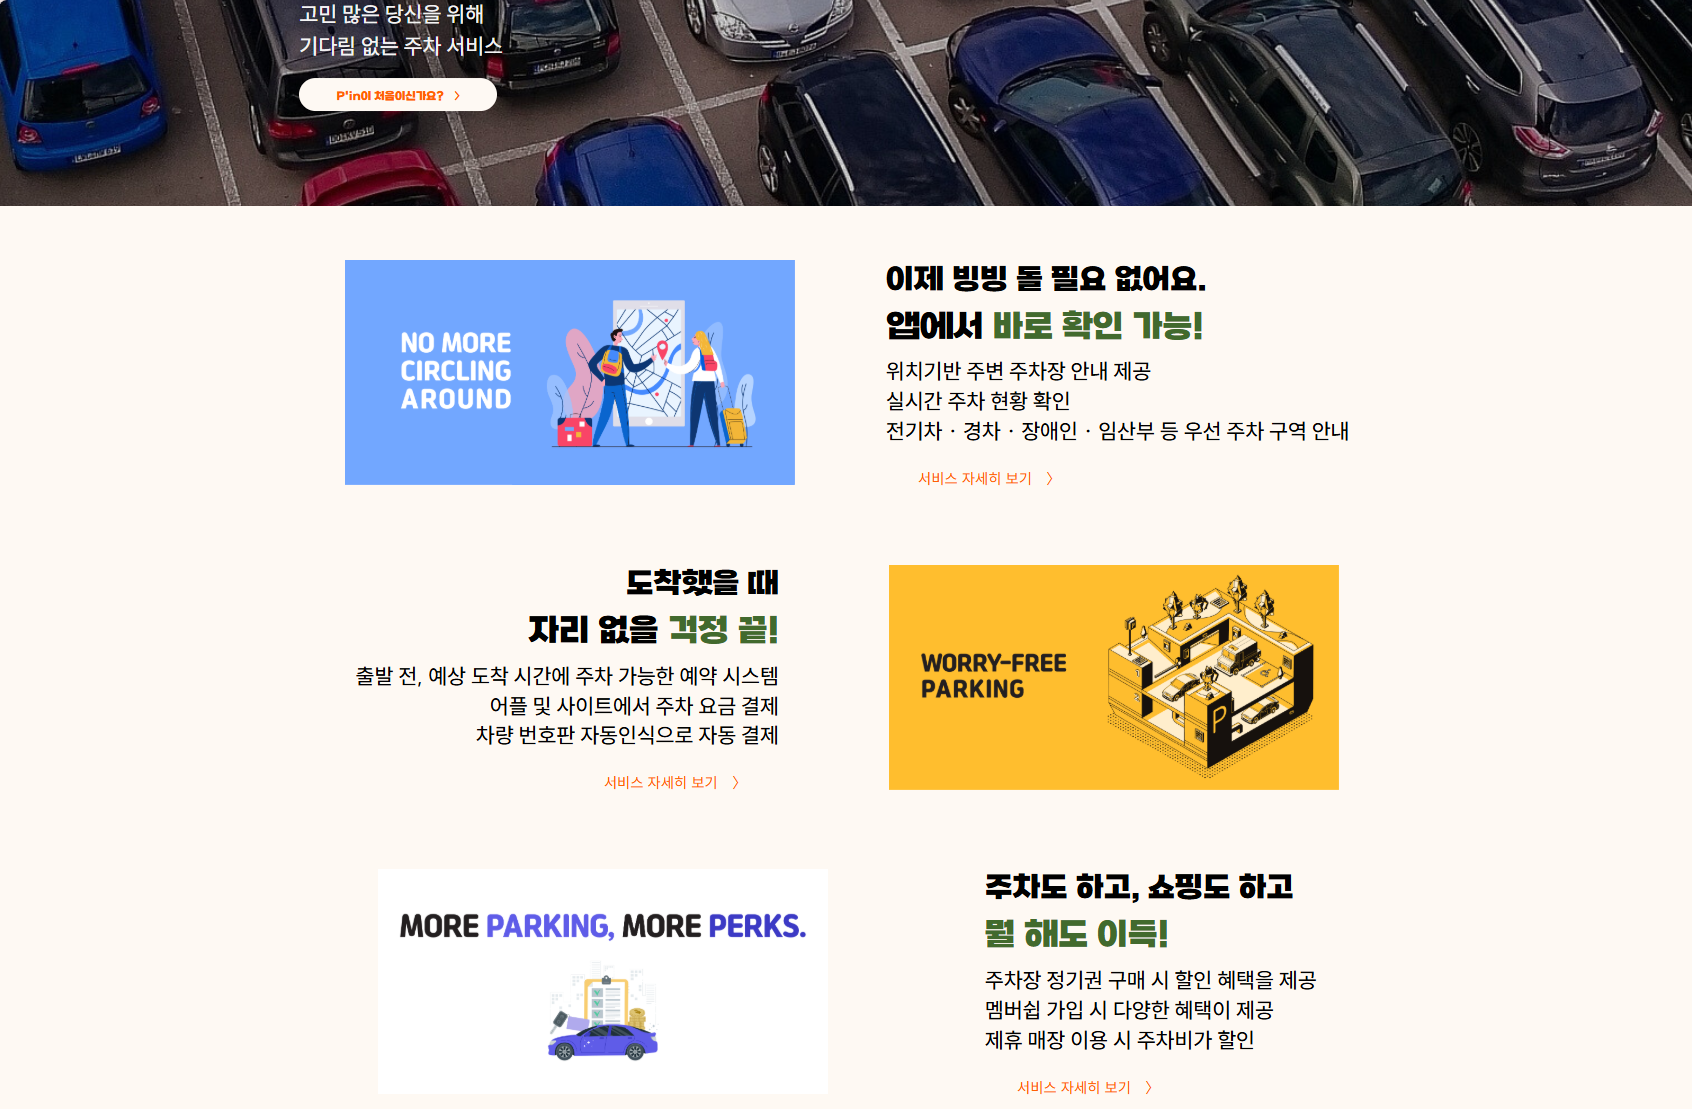 고민 많은 당신을 위해
기다림 없는 주차 서비스
P'in이 처음이신가요? 〉
NO MORE
CIRCLING
AROUND
이제 빙빙 돌 필요 없어요.
앱에서 바로 확인 가능!
위치기반 주변 주차장 안내 제공
실시간 주차 현황 확인
전기차 · 경차 · 장애인 · 임산부 등 우선 주차 구역 안내
서비스 자세히 보기 〉
도착했을 때
자리 없을 걱정 끝!
출발 전, 예상 도착 시간에 주차 가능한 예약 시스템
어플 및 사이트에서 주차 요금 결제
차량 번호판 자동인식으로 자동 결제
서비스 자세히 보기 〉
WORRY-FREE
PARKING
P
MORE PARKING, MORE PERKS.
주차도 하고, 쇼핑도 하고
뭘 해도 이득!
주차장 정기권 구매 시 할인 혜택을 제공
멤버쉽 가입 시 다양한 혜택이 제공
제휴 매장 이용 시 주차비가 할인
서비스 자세히 보기 〉